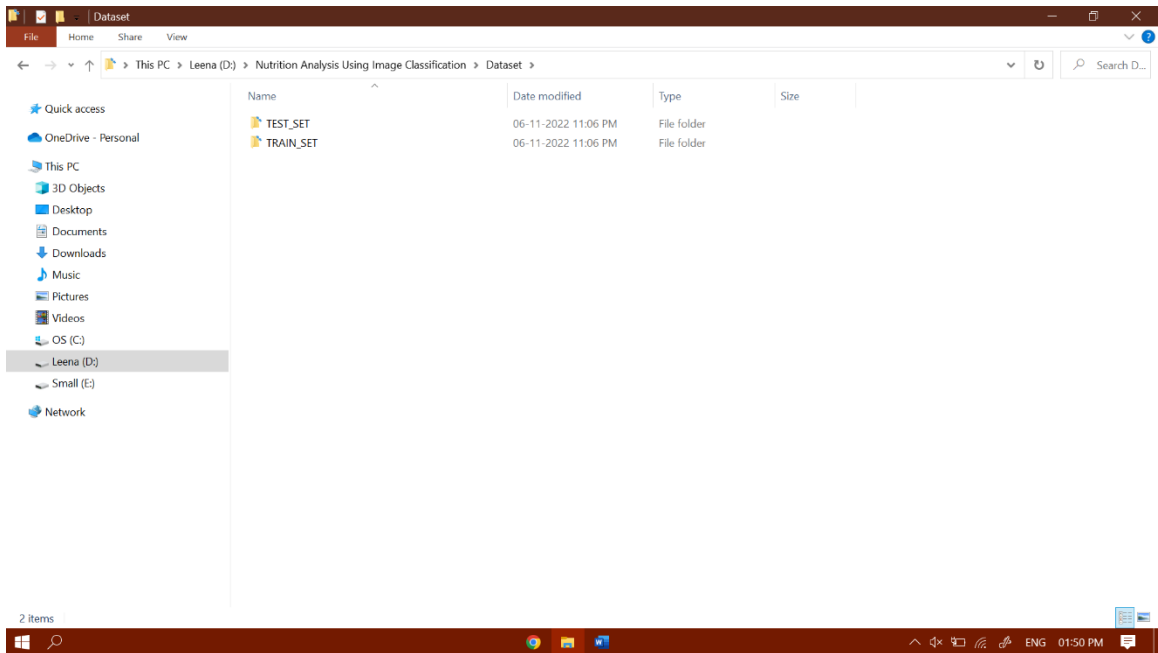 Dataset
File Home Share View
This PC > Leena (D:) > Nutrition Analysis Using Image Classification > Dataset > Search D...
Name Date modified Type Size
TEST_SET 06-11-2022 11:06 PM File folder
TRAIN_SET 06-11-2022 11:06 PM File folder
Quick access
OneDrive - Personal
This PC
3D Objects
Desktop
Documents
Downloads
Music
Pictures
Videos
OS (C:)
Leena (D:)
Small (E:)
Network
2 items
ENG 01:50 PM